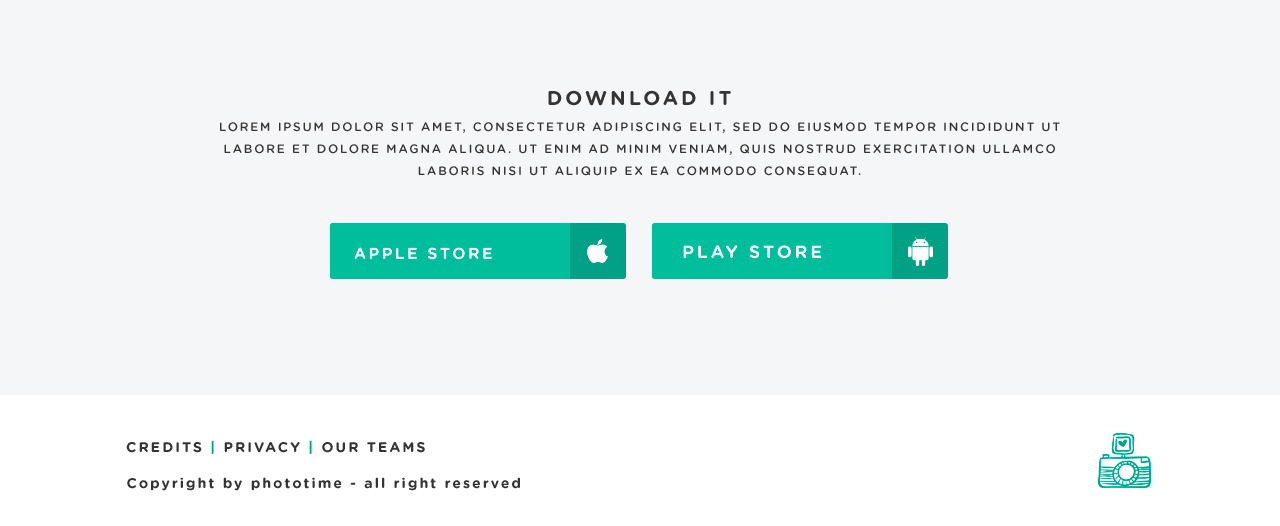 DOWNLOAD IT
LOREM IPSUM DOLOR SIT AMET, CONSECTETUR ADIPISCING ELIT, SED DO EIUSMOD TEMPOR INCIDIDUNT UT
LABORE ET DOLORE MAGNA ALIQUA. UT ENIM AD MINIM VENIAM, QUIS NOSTRUD EXERCITATION ULLAMCO
LABORIS NISI UT ALIQUIP EX EA COMMODO CONSEQUAT.
APPLE STORE
PLAY STORE
CREDITS | PRIVACY | OUR TEAMS
Copyright by phototime - all right reserved